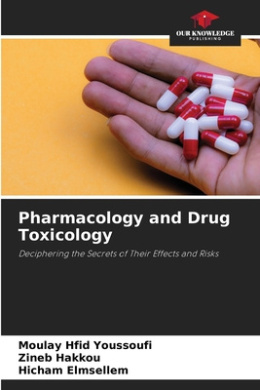 OUR KNOWLEDGE
PUBLISHING
Pharmacology and Drug
Toxicology
Deciphering the Secrets of Their Effects and Risks
Moulay Hfid Youssoufi
Zineb Hakkou
Hicham Elmsellem